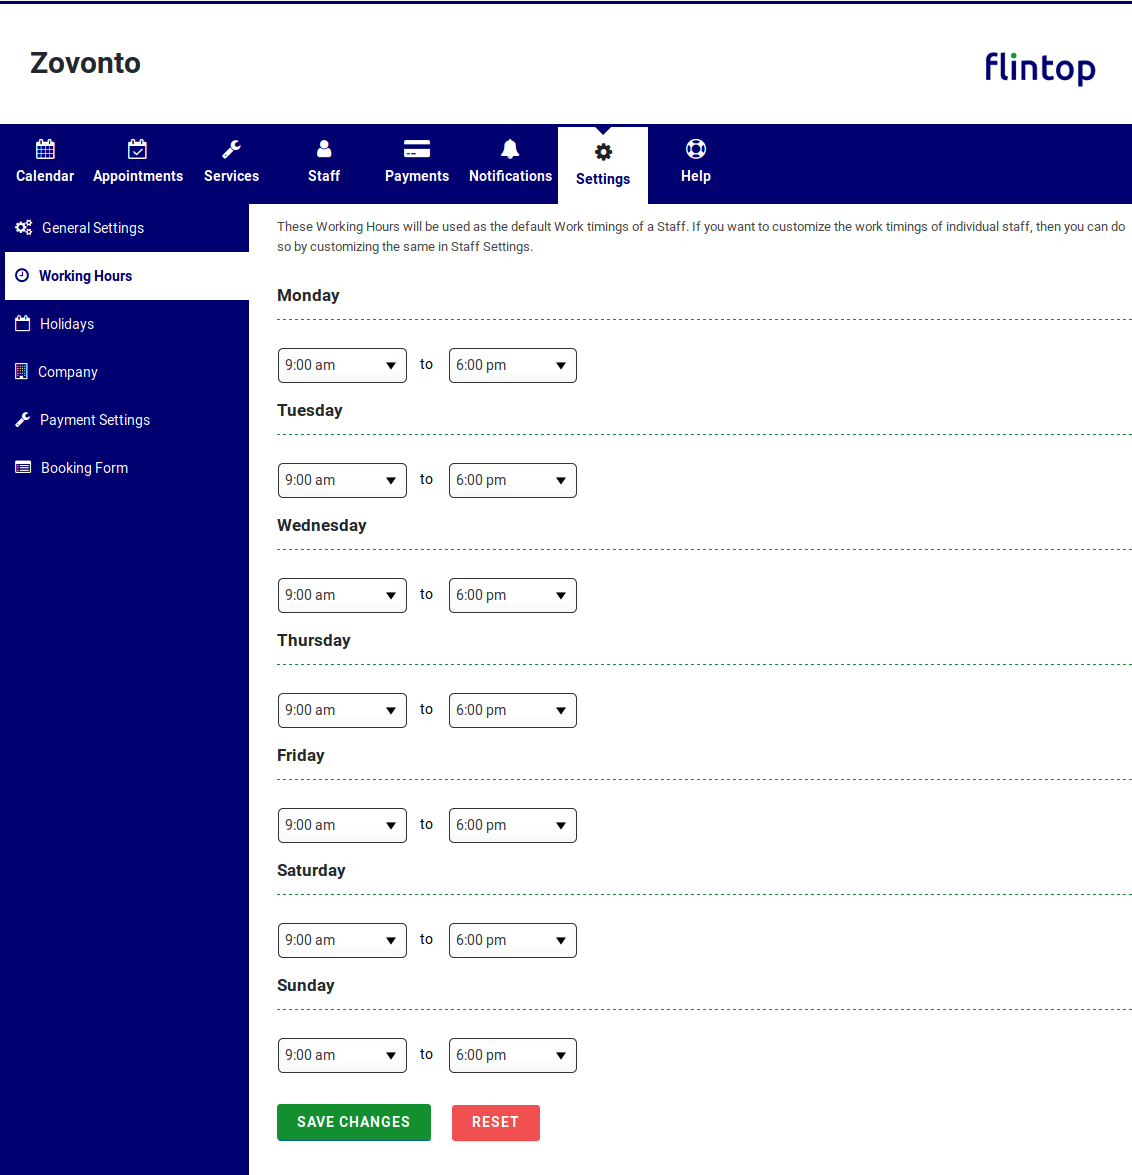 Zovonto
flintop
Calendar Appointments Services Staff Payments Notifications Settings Help
General Settings
Working Hours
Holidays
Company
Payment Settings
Booking Form
These Working Hours will be used as the default Work timings of a Staff. If you want to customize the work timings of individual staff, then you can do
so by customizing the same in Staff Settings.
Monday
9:00 am to 6:00 pm
Tuesday
9:00 am to 6:00 pm
Wednesday
9:00 am to 6:00 pm
Thursday
9:00 am to 6:00 pm
Friday
9:00 am to 6:00 pm
Saturday
9:00 am to 6:00 pm
Sunday
9:00 am to 6:00 pm
SAVE CHANGES RESET